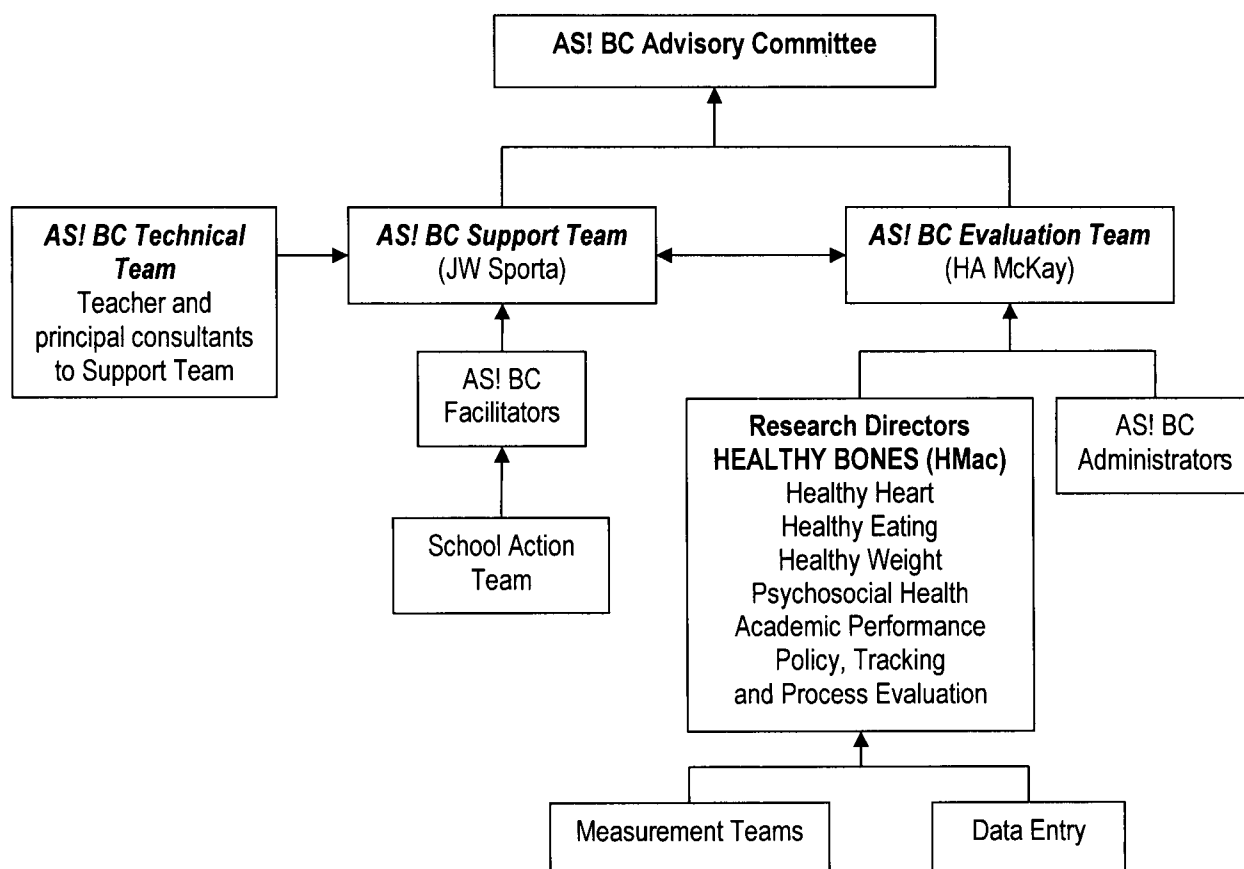 AS! BC Advisory Committee
AS! BC Technical
Team
Teacher and
principal consultants
to Support Team
AS! BC Support Team
(JW Sporta)
AS! BC Evaluation Team
(HA McKay)
AS! BC
Facilitators
School Action
Team
Research Directors
HEALTHY BONES (HMac)
Healthy Heart
Healthy Eating
Healthy Weight
Psychosocial Health
Academic Performance
Policy, Tracking
and Process Evaluation
AS! BC
Administrators
Measurement Teams
Data Entry